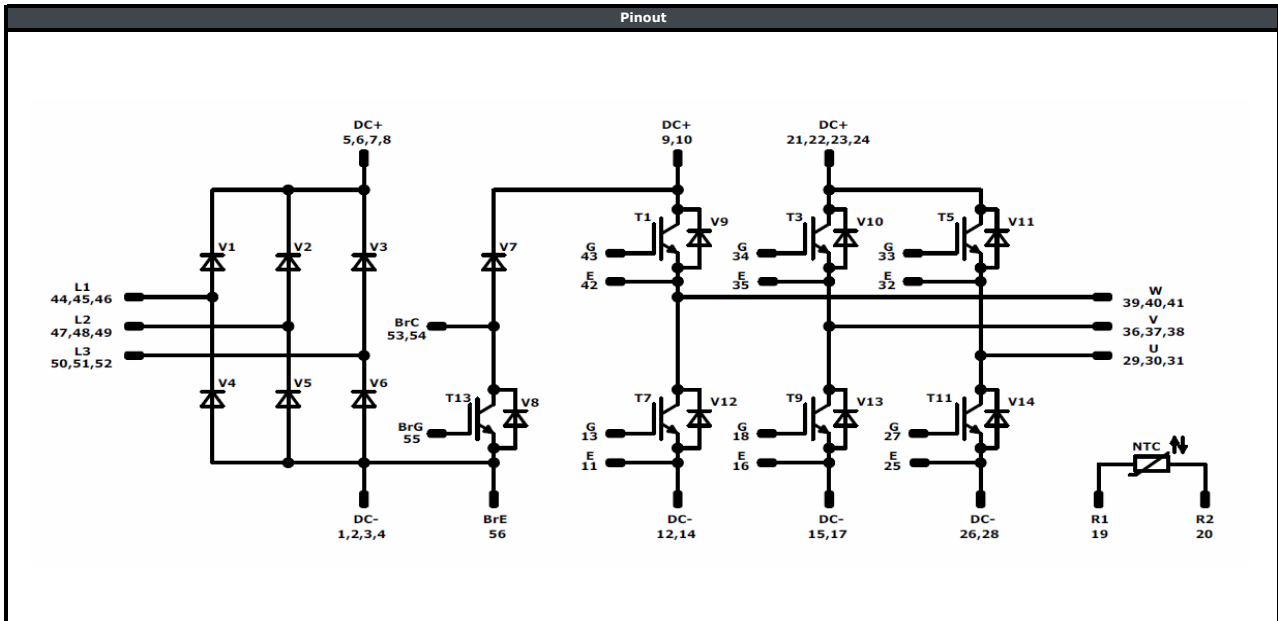 Pinout
DC+
5,6,7,8
DC+
9,10
DC+
21,22,23,24
V1
V2
V3
V7
T1
V9
T3
V10
T5
V11
G
43
G
34
G
33
E
42
E
35
E
32
L1
44,45,46
L2
47,48,49
L3
50,51,52
BrC
53,54
W
39,40,41
V
36,37,38
U
29,30,31
V4
V5
V6
T13
V8
T7
V12
T9
V13
T11
V14
BrG
55
G
13
G
18
G
27
E
11
E
16
E
25
NTC
DC-
1,2,3,4
BrE
56
DC-
12,14
DC-
15,17
DC-
26,28
R1
19
R2
20